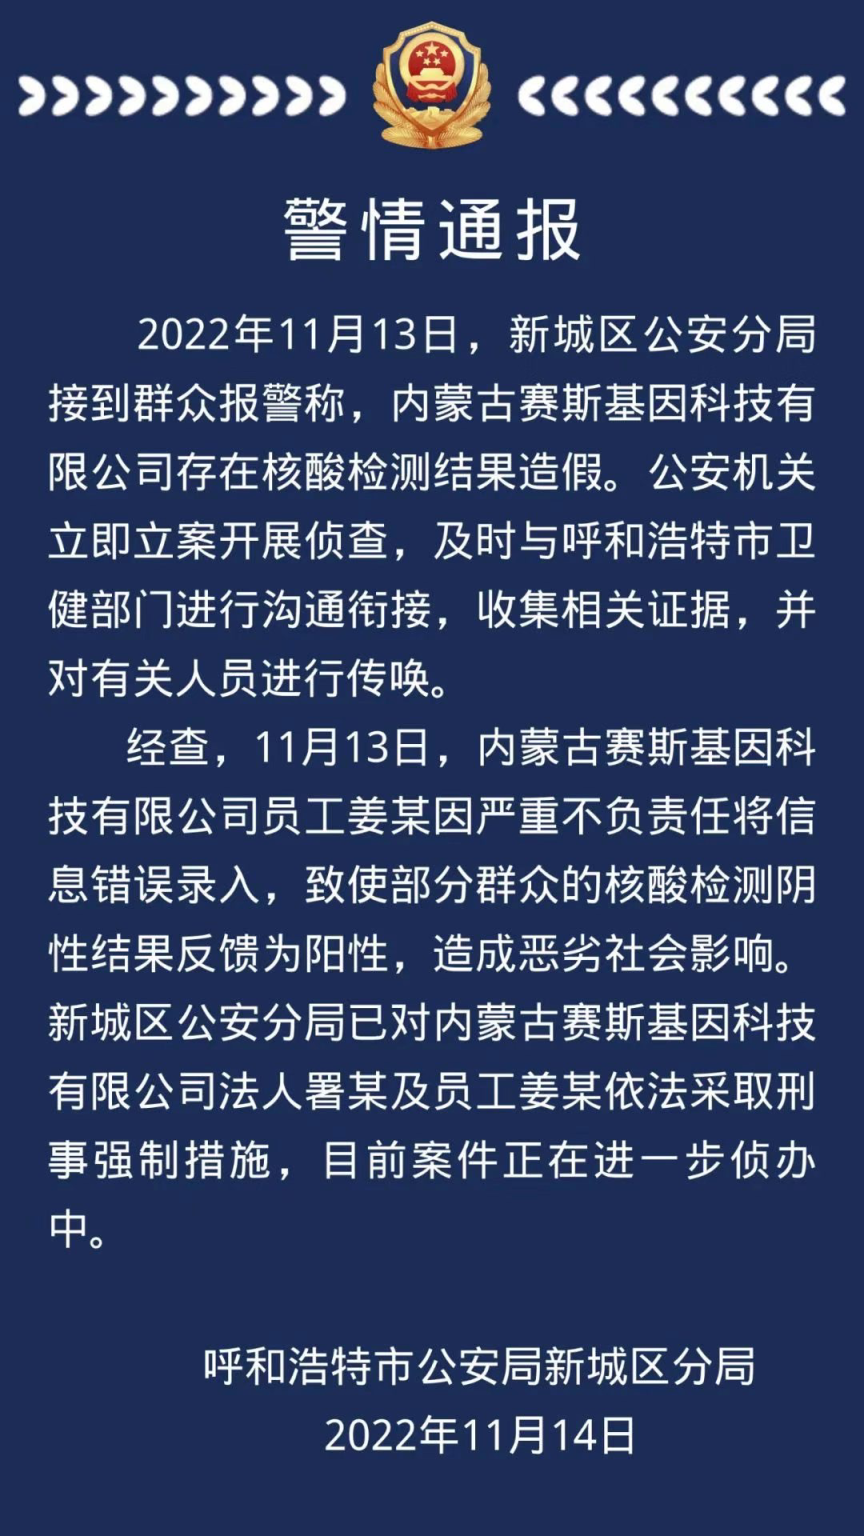 警情通报
2022年11月13日，新城区公安分局
接到群众报警称，内蒙古赛斯基因科技有
限公司存在核酸检测结果造假。公安机关
立即立案开展侦查，及时与呼和浩特市卫
健部门进行沟通衔接，收集相关证据，并
对有关人员进行传唤。
经查，11月13日，内蒙古赛斯基因科
技有限公司员工姜某因严重不负责任将信
息错误录入，致使部分群众的核酸检测阴
性结果反馈为阳性，造成恶劣社会影响。
新城区公安分局已对内蒙古赛斯基因科技
有限公司法人署某及员工姜某依法采取刑
事强制措施，目前案件正在进一步侦办
中。
呼和浩特市公安局新城区分局
2022年11月14日